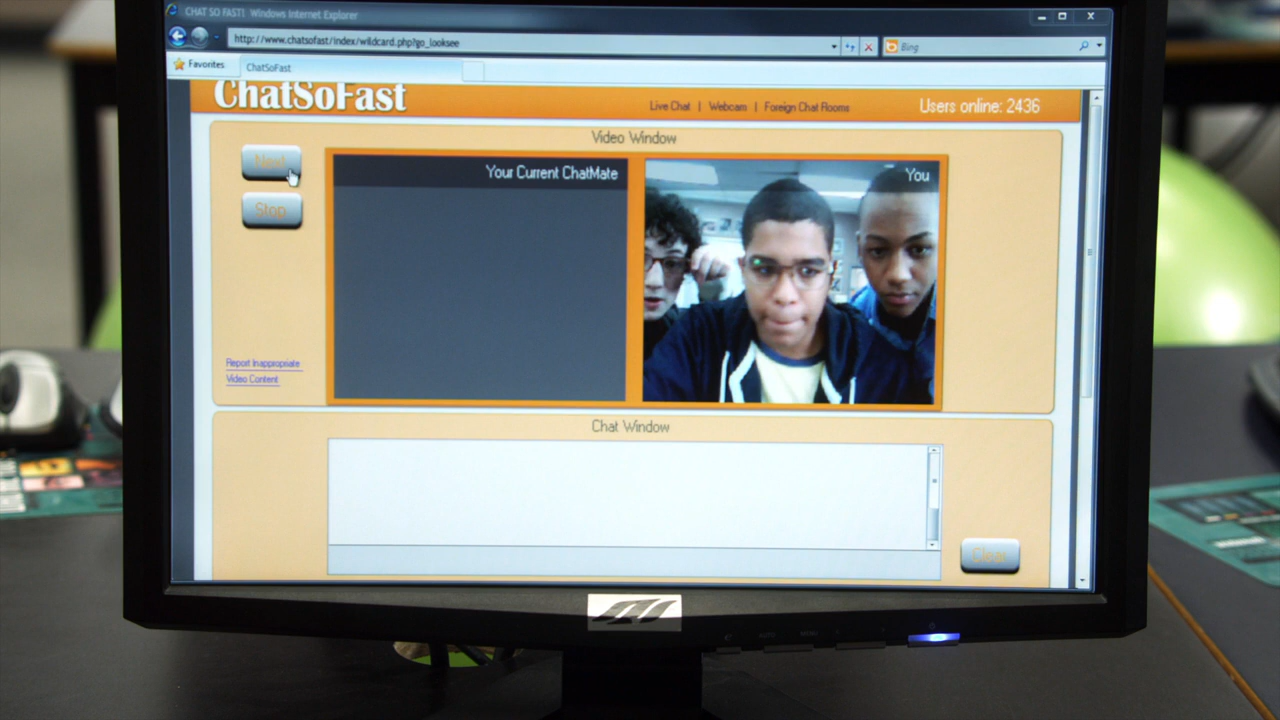 CHAT SO FAST! Windows Internet Explorer
http://www.chatsofast/index/wildcard.php?go_looksee
Bing
Favorites
ChatSoFast
ChatSoFast
Live Chat | Webcam | Foreign Chat Rooms
Users online: 2436
Video Window
Next
Your Current ChatMate
You
Stop
Report Inappropriate
Video Content
Chat Window
Clear
AUTO
MENU